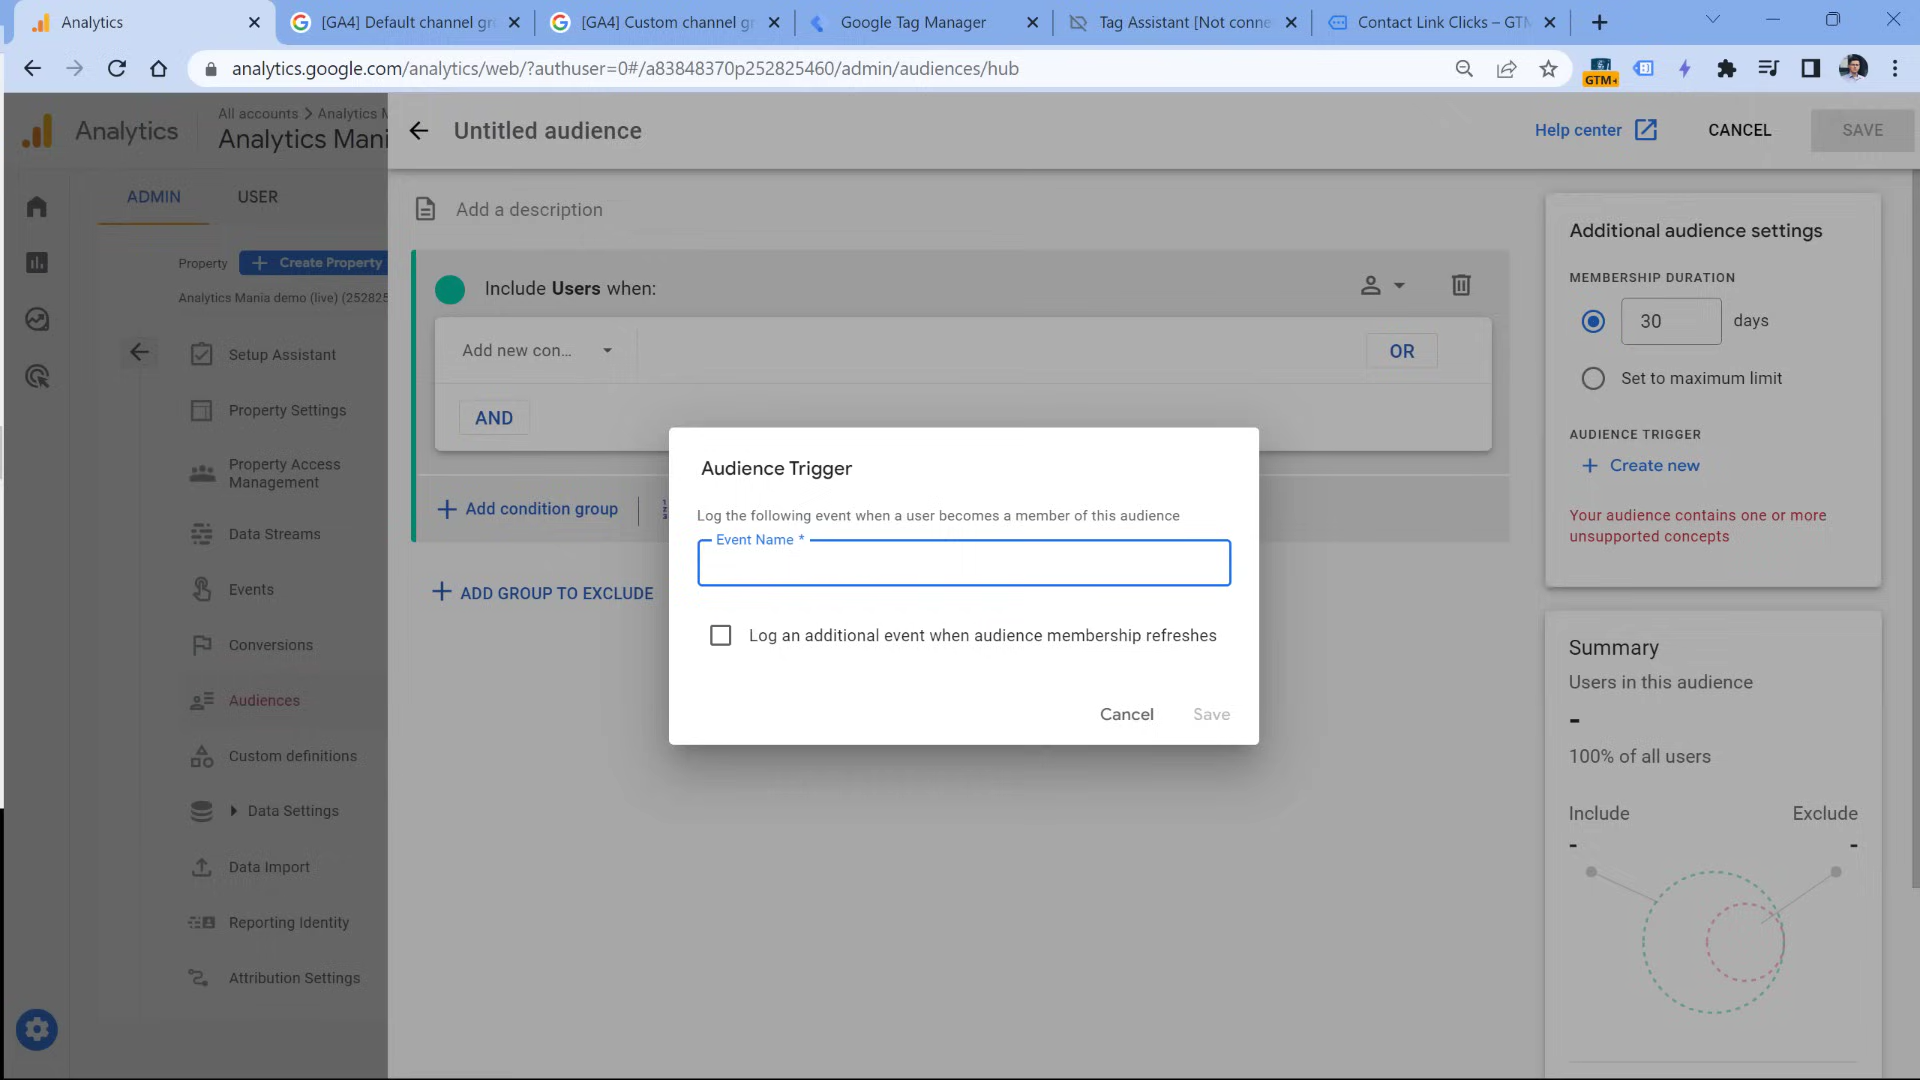 Analytics
[GA4] Default channel gr
[GA4] Custom channel gr
Google Tag Manager
Tag Assistant [Not conne
Contact Link Clicks – GTM
analytics.google.com/analytics/web/?authuser=0#/a83848370p252825460/admin/audiences/hub
GTM
Analytics
All accounts > Analytics M
Analytics Mani
Untitled audience
Help center
CANCEL
SAVE
ADMIN
USER
Add a description
Property
Create Property
Analytics Mania demo (live) (252825
Setup Assistant
Property Settings
Property Access
Management
Data Streams
Events
Conversions
Audiences
Custom definitions
Data Settings
Data Import
Reporting Identity
Attribution Settings
Include Users when:
Add new con...
OR
AND
Add condition group
ADD GROUP TO EXCLUDE
Audience Trigger
Log the following event when a user becomes a member of this audience
Event Name *
Log an additional event when audience membership refreshes
Cancel
Save
Additional audience settings
MEMBERSHIP DURATION
30 days
Set to maximum limit
AUDIENCE TRIGGER
+ Create new
Your audience contains one or more
unsupported concepts
Summary
Users in this audience
-
100% of all users
Include Exclude
- -